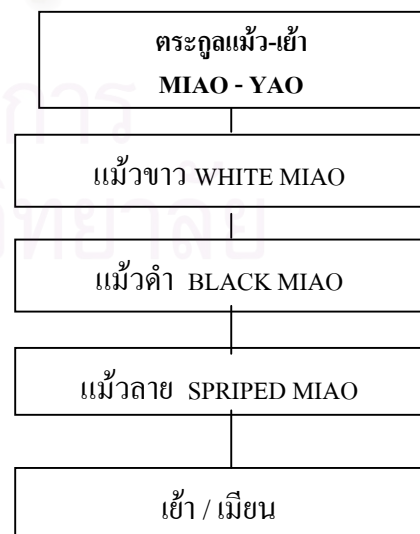 ตระกูลแม้ว-เย้า
MIAO - YAO
แม้วขาว WHITE MIAO
แม้วดำ BLACK MIAO
แม้วลาย SPRIPED MIAO
เย้า / เมียน